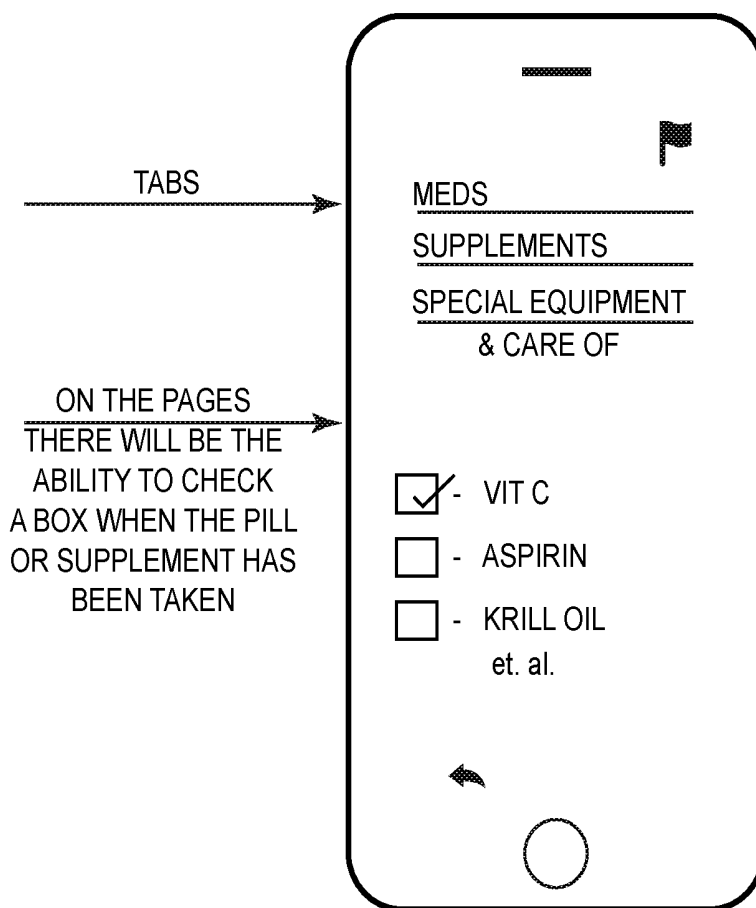 TABS
MEDS
SUPPLEMENTS
SPECIAL EQUIPMENT
& CARE OF
ON THE PAGES
THERE WILL BE THE
ABILITY TO CHECK
A BOX WHEN THE PILL
OR SUPPLEMENT HAS
BEEN TAKEN
- VIT C
- ASPIRIN
- KRILL OIL
et. al.